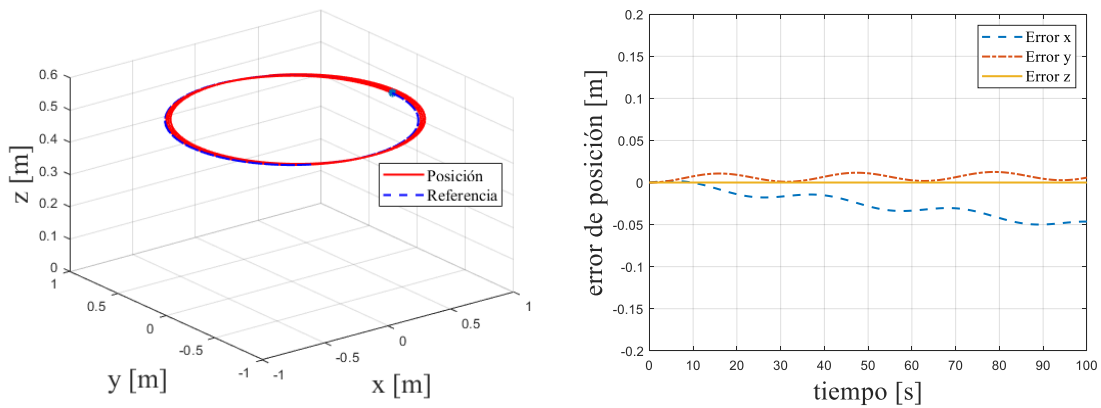 0.6
0.5
0.4
0.3
0.2
0.1
0
z [m]
1
0.5
0
-0.5
-1
y [m]
-1
-0.5
0
0.5
1
x [m]
Posición
Referencia
0.2
0.15
0.1
0.05
0
-0.05
-0.1
-0.15
-0.2
error de posición [m]
Error x
Error y
Error z
0 10 20 30 40 50 60 70 80 90 100
tiempo [s]